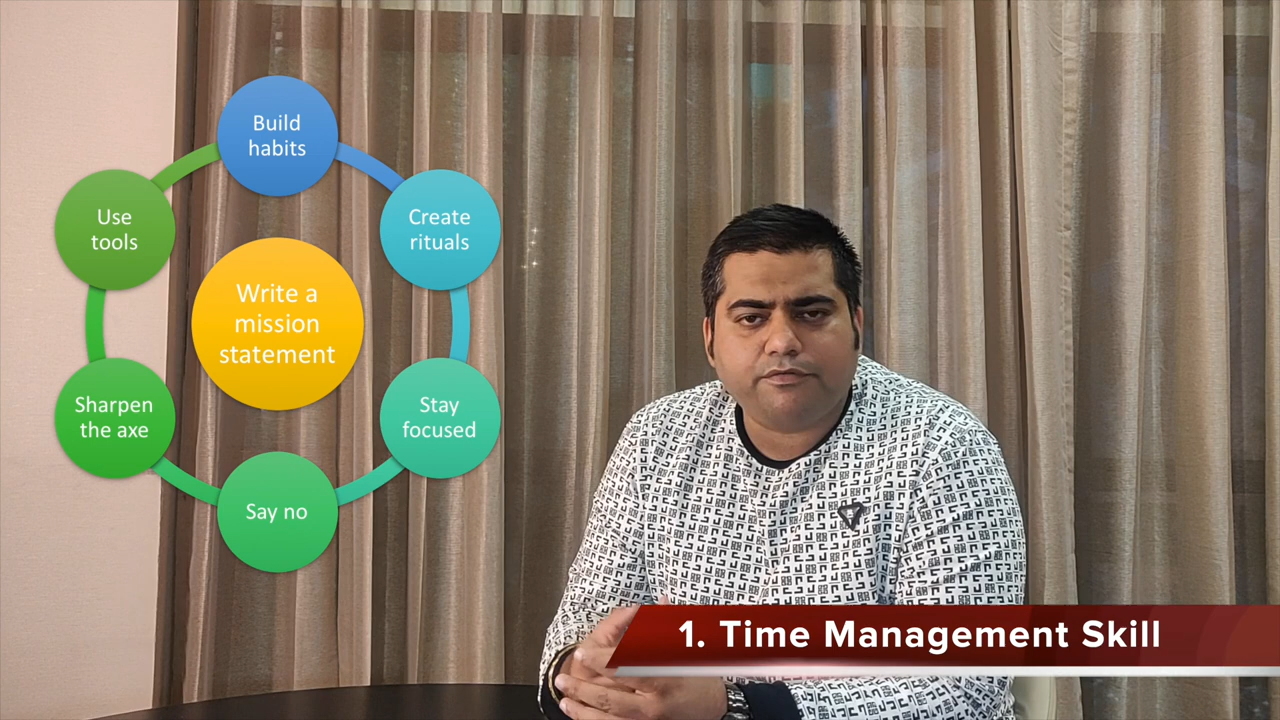 Build
habits
Create
rituals
Stay
focused
Say no
Sharpen
the axe
Use
tools
Write a
mission
statement
1. Time Management Skill